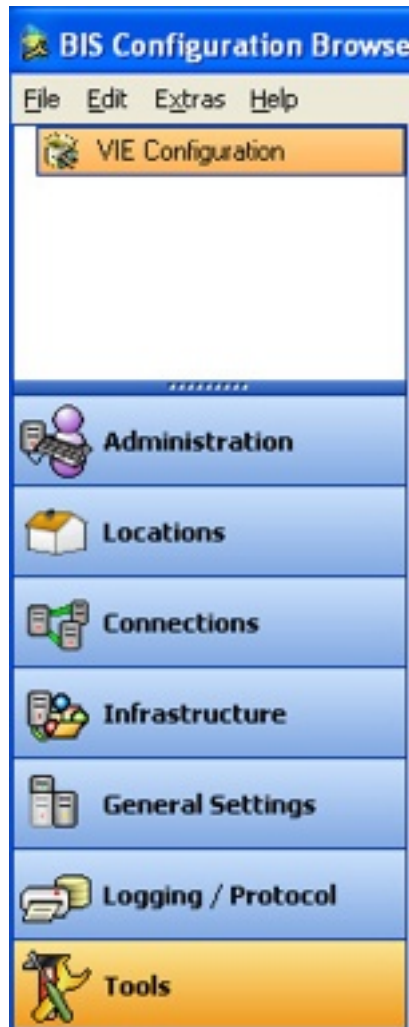 BIS Configuration Browse
File Edit Extras Help
VIE Configuration
Administration
Locations
Connections
Infrastructure
General Settings
Logging / Protocol
Tools